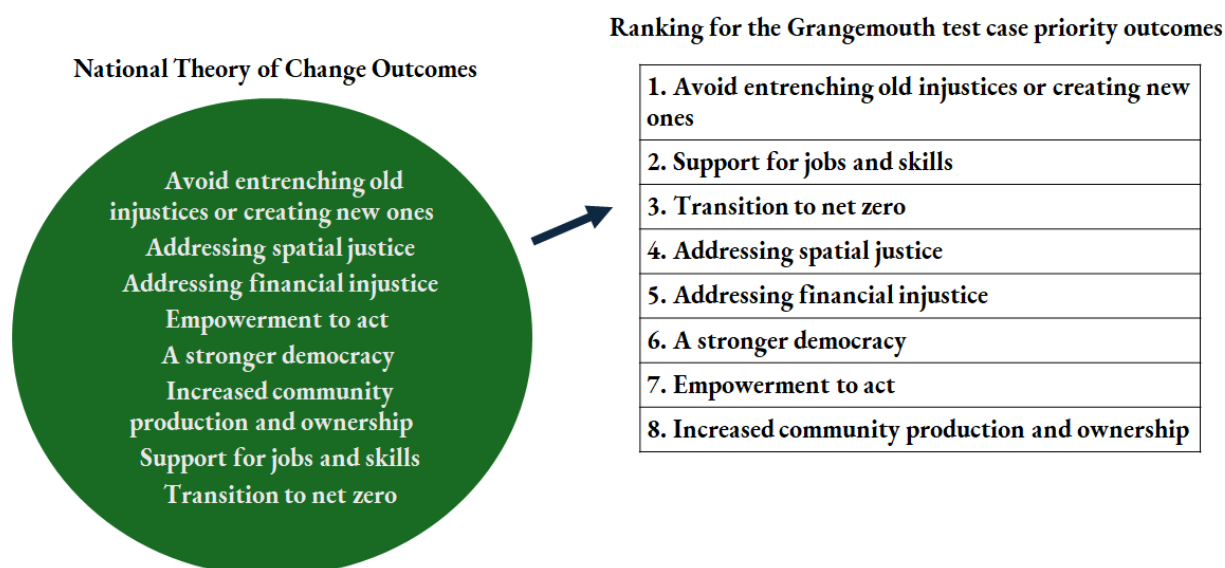 National Theory of Change Outcomes
Avoid entrenching old
injustices or creating new ones
Addressing spatial justice
Addressing financial injustice
Empowerment to act
A stronger democracy
Increased community
production and ownership
Support for jobs and skills
Transition to net zero
Ranking for the Grangemouth test case priority outcomes
1. Avoid entrenching old injustices or creating new
ones
2. Support for jobs and skills
3. Transition to net zero
4. Addressing spatial justice
5. Addressing financial injustice
6. A stronger democracy
7. Empowerment to act
8. Increased community production and ownership